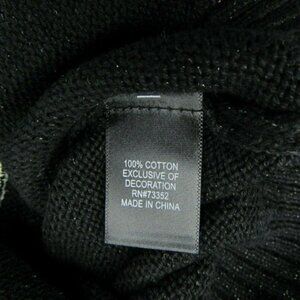 100% COTTON
EXCLUSIVE OF
DECORATION
RN#73352
MADE IN CHINA